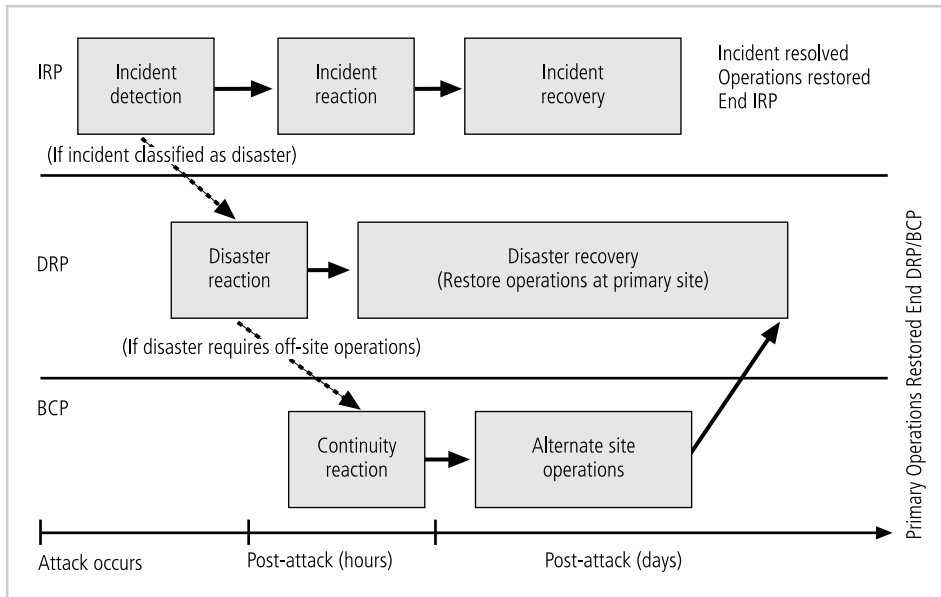 IRP
Incident
detection
Incident
reaction
Incident
recovery
Incident resolved
Operations restored
End IRP
(If incident classified as disaster)
DRP
Disaster
reaction
Disaster recovery
(Restore operations at primary site)
(If disaster requires off-site operations)
BCP
Continuity
reaction
Alternate site
operations
Primary Operations Restored End DRP/BCP
Attack occurs
Post-attack (hours)
Post-attack (days)